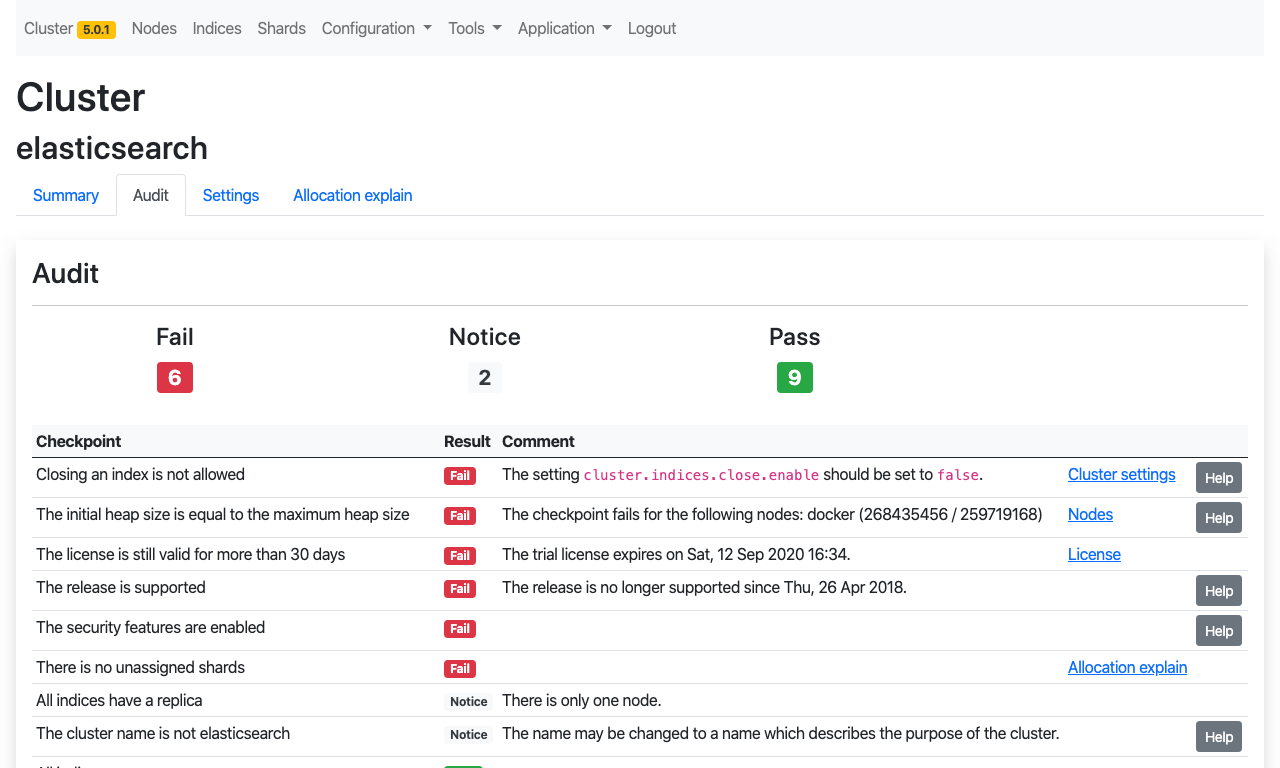 Cluster 5.0.1 Nodes Indices Shards Configuration Tools Application Logout
Cluster
elasticsearch
Summary Audit Settings Allocation explain
Audit
Fail Notice Pass
6 2 9
Checkpoint Result Comment
Closing an index is not allowed Fail The setting cluster.indices.close.enable should be set to false. Cluster settings Help
The initial heap size is equal to the maximum heap size Fail The checkpoint fails for the following nodes: docker (268435456 / 259719168) Nodes Help
The license is still valid for more than 30 days Fail The trial license expires on Sat, 12 Sep 2020 16:34. License
The release is supported Fail The release is no longer supported since Thu, 26 Apr 2018. Help
The security features are enabled Fail Help
There is no unassigned shards Fail Allocation explain
All indices have a replica Notice There is only one node.
The cluster name is not elasticsearch Notice The name may be changed to a name which describes the purpose of the cluster. Help